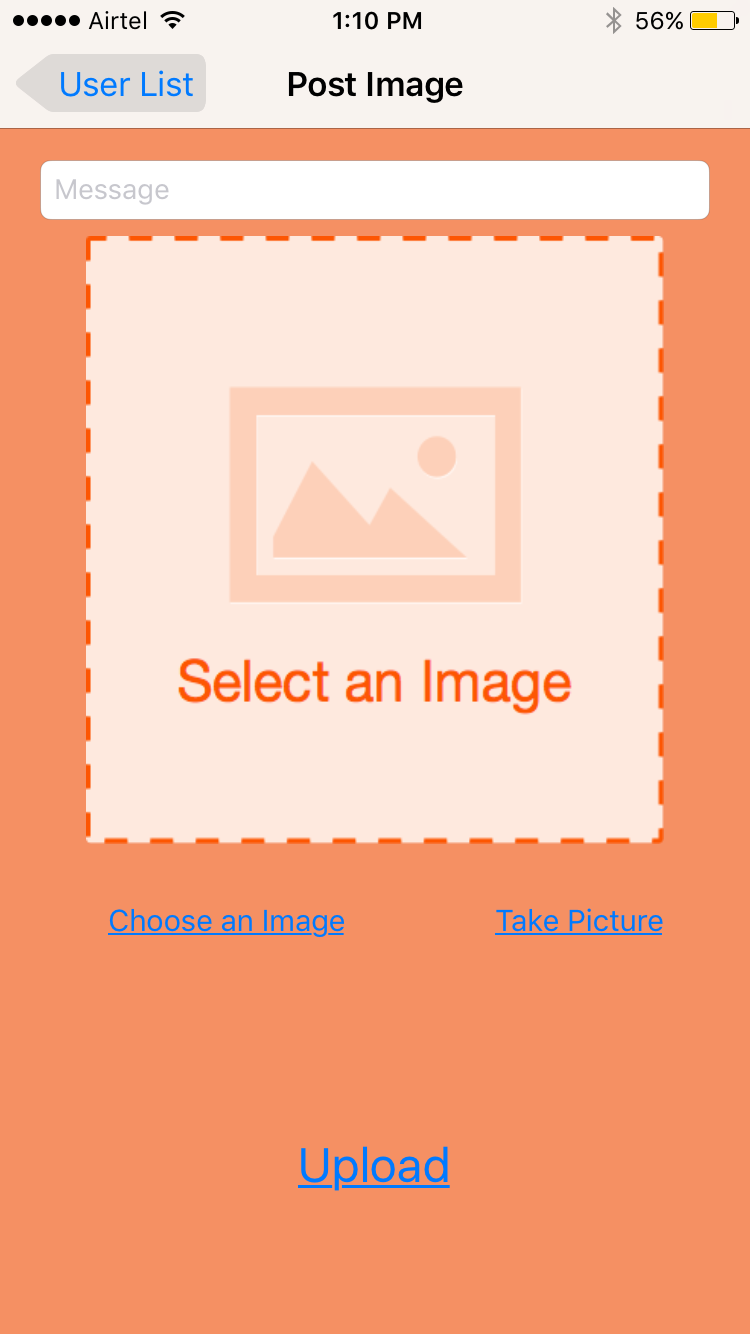 Airtel 1:10 PM 56%
User List Post Image
Message
Select an Image
Choose an Image Take Picture
Upload